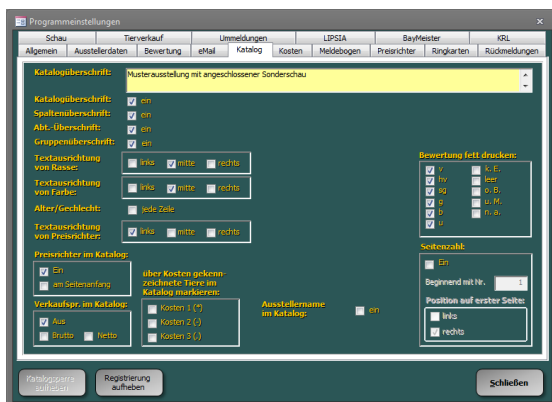 Programmeinstellungen
Schau Tierverkauf Ummeldungen LIPSIA BayMeister KRL
Allgemein Ausstellerdaten Bewertung eMail Katalog Kosten Meldebogen Preisrichter Ringkarten Rückmeldungen
Katalogüberschrift: Musterausstellung mit angeschlossener Sonderschau
Katalogüberschrift: ein
Spaltenüberschrift: ein
Abt.-Überschrift: ein
Gruppenüberschrift: ein
Textausrichtung
von Rasse: links mitte rechts
Textausrichtung
von Farbe: links mitte rechts
Alter/Gechlecht: jede Zeile
Textausrichtung
von Preisrichter: links mitte rechts
Bewertung fett drucken:
v k. E.
hv leer
sg o. B.
g u. M.
b n. a.
u
Preisrichter im Katalog:
Ein
am Seitenanfang
Verkaufspr. im Katalog:
Aus
Brutto Netto
über Kosten gekenn-
zeichnete Tiere im
Katalog markieren:
Kosten 1 (*)
Kosten 2 (-)
Kosten 3 (.)
Ausstellername
im Katalog: ein
Seitenzahl:
Ein
Beginnend mit Nr. 1
Position auf erster Seite:
links
rechts
Katalogsperre
aufheben
Registrierung
aufheben
Schließen